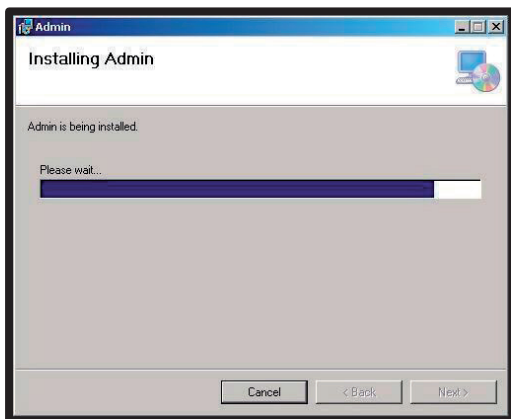 Admin
Installing Admin
Admin is being installed.
Please wait...
Cancel
< Back
Next >